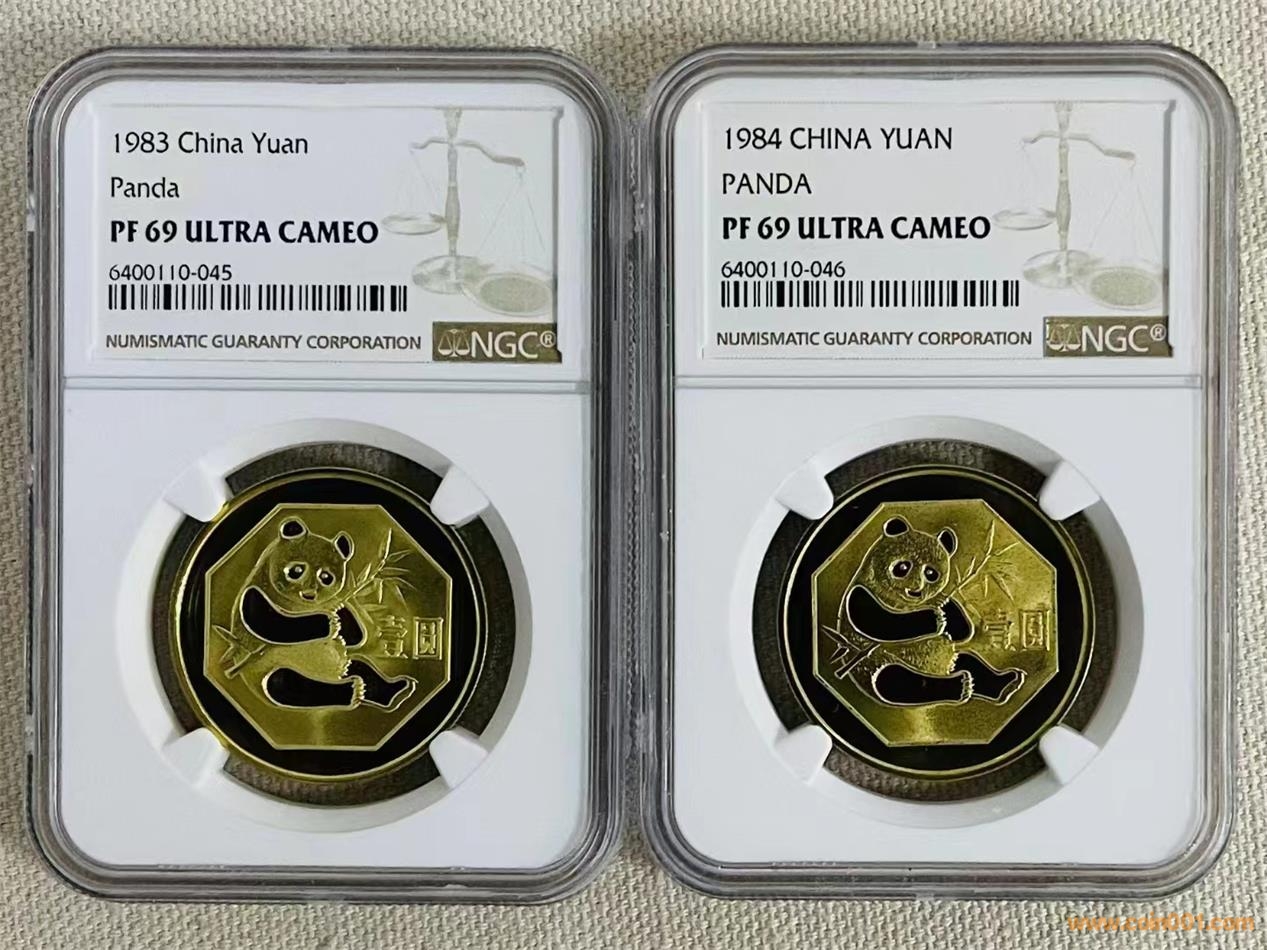 1983 China Yuan
Panda
PF 69 ULTRA CAMEO
6400110-045
NUMISMATIC GUARANTY CORPORATION
NGC®
壹圆
1984 CHINA YUAN
PANDA
PF 69 ULTRA CAMEO
6400110-046
NUMISMATIC GUARANTY CORPORATION
NGC®
壹圆
www.zain001.com